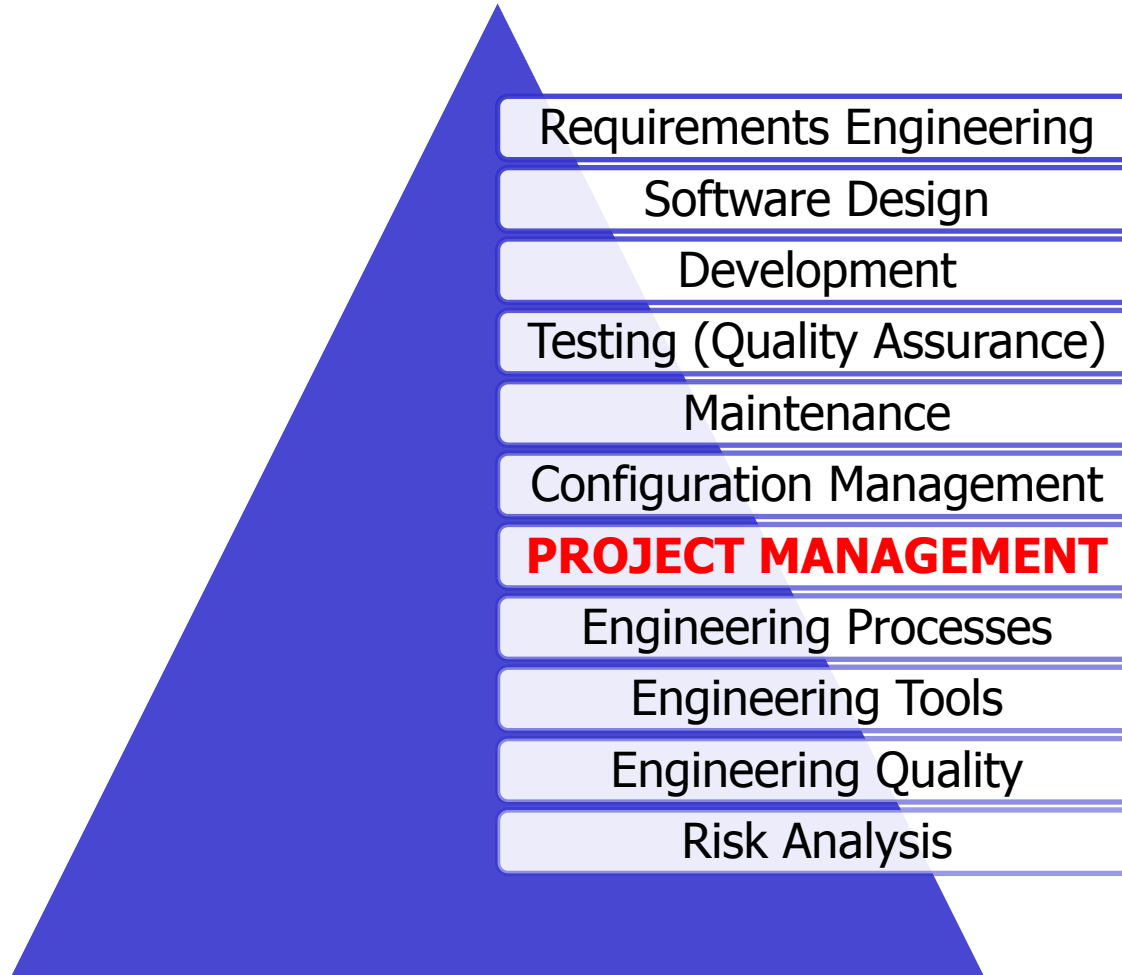 Requirements Engineering
Software Design
Development
Testing (Quality Assurance)
Maintenance
Configuration Management
PROJECT MANAGEMENT
Engineering Processes
Engineering Tools
Engineering Quality
Risk Analysis